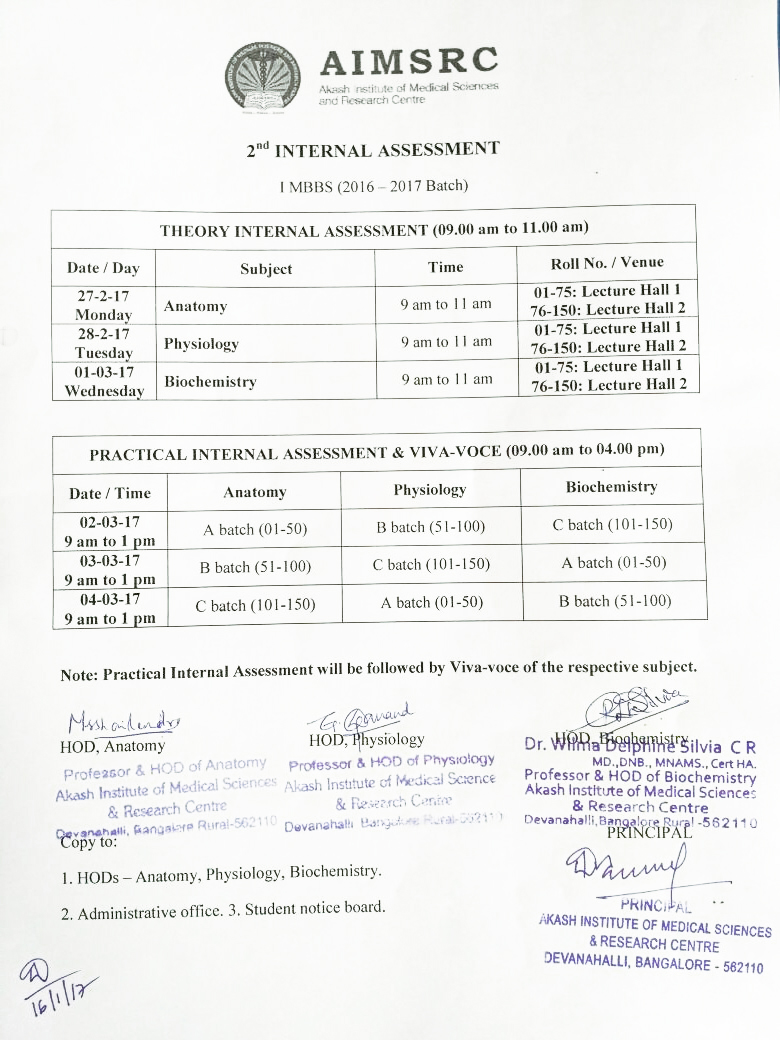 AIMSRC
Akash Institute of Medical Sciences
and Research Centre
2nd INTERNAL ASSESSMENT
I MBBS (2016 – 2017 Batch)
THEORY INTERNAL ASSESSMENT (09.00 am to 11.00 am)
Date / Day Subject Time Roll No. / Venue
27-2-17 Monday Anatomy 9 am to 11 am 01-75: Lecture Hall 1 76-150: Lecture Hall 2
28-2-17 Tuesday Physiology 9 am to 11 am 01-75: Lecture Hall 1 76-150: Lecture Hall 2
01-03-17 Wednesday Biochemistry 9 am to 11 am 01-75: Lecture Hall 1 76-150: Lecture Hall 2
PRACTICAL INTERNAL ASSESSMENT & VIVA-VOCE (09.00 am to 04.00 pm)
Date / Time Anatomy Physiology Biochemistry
02-03-17 9 am to 1 pm A batch (01-50) B batch (51-100) C batch (101-150)
03-03-17 9 am to 1 pm B batch (51-100) C batch (101-150) A batch (01-50)
04-03-17 9 am to 1 pm C batch (101-150) A batch (01-50) B batch (51-100)
Note: Practical Internal Assessment will be followed by Viva-voce of the respective subject.
HOD, Anatomy
Professor & HOD of Anatomy
Akash Institute of Medical Sciences
& Research Centre
Devanahalli, Bangalore Rural-562110
HOD, Physiology
Professor & HOD of Physiology
Akash Institute of Medical Science
& Research Centre
Devanahalli Bangalore Rural-562110
HOD, Biochemistry
Dr. Wilma Delphine Silvia C R
MD.,DNB., MNAMS., Cert HA.
Professor & HOD of Biochemistry
Akash Institute of Medical Sciences
& Research Centre
Devanahalli, Bangalore Rural -562110
PRINCIPAL
PRINCIPAL
AKASH INSTITUTE OF MEDICAL SCIENCES
& RESEARCH CENTRE
DEVANAHALLI, BANGALORE - 562110
Copy to:
1. HODs – Anatomy, Physiology, Biochemistry.
2. Administrative office. 3. Student notice board.
16/1/17